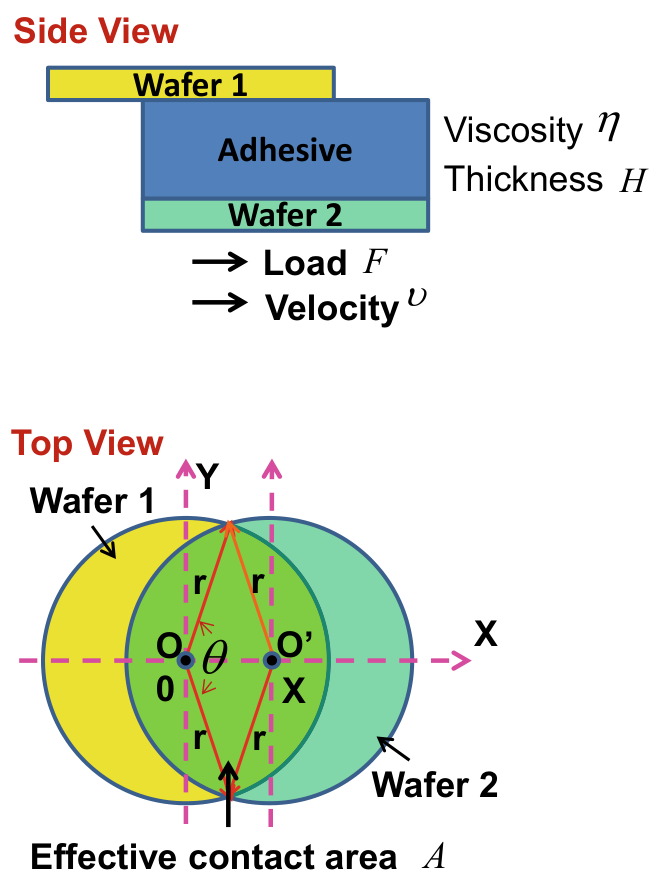 Side View
Wafer 1
Adhesive
Viscosity η
Thickness H
Wafer 2
Load F
Velocity υ
Top View
Y
Wafer 1
r r
X
O θ O’
0 X
r r
Wafer 2
Effective contact area A